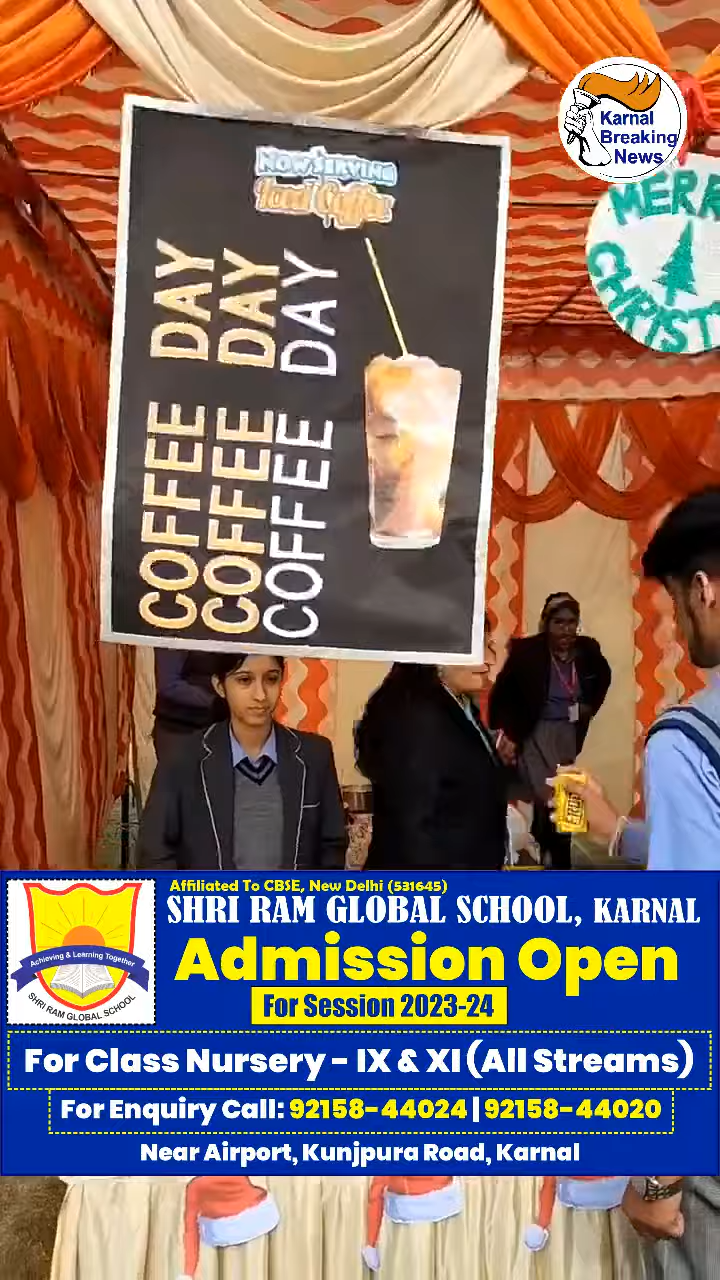 Karnal
Breaking
News
NOW SERVING
Iced Coffee
COFFEE DAY
COFFEE DAY
COFFEE DAY
MERR
CHRIST
Affiliated To CBSE, New Delhi (531645)
SHRI RAM GLOBAL SCHOOL, KARNAL
Achieving & Learning Together
SHRI RAM GLOBAL SCHOOL
Admission Open
For Session 2023-24
For Class Nursery - IX & XI (All Streams)
For Enquiry Call: 92158-44024 | 92158-44020
Near Airport, Kunjpura Road, Karnal